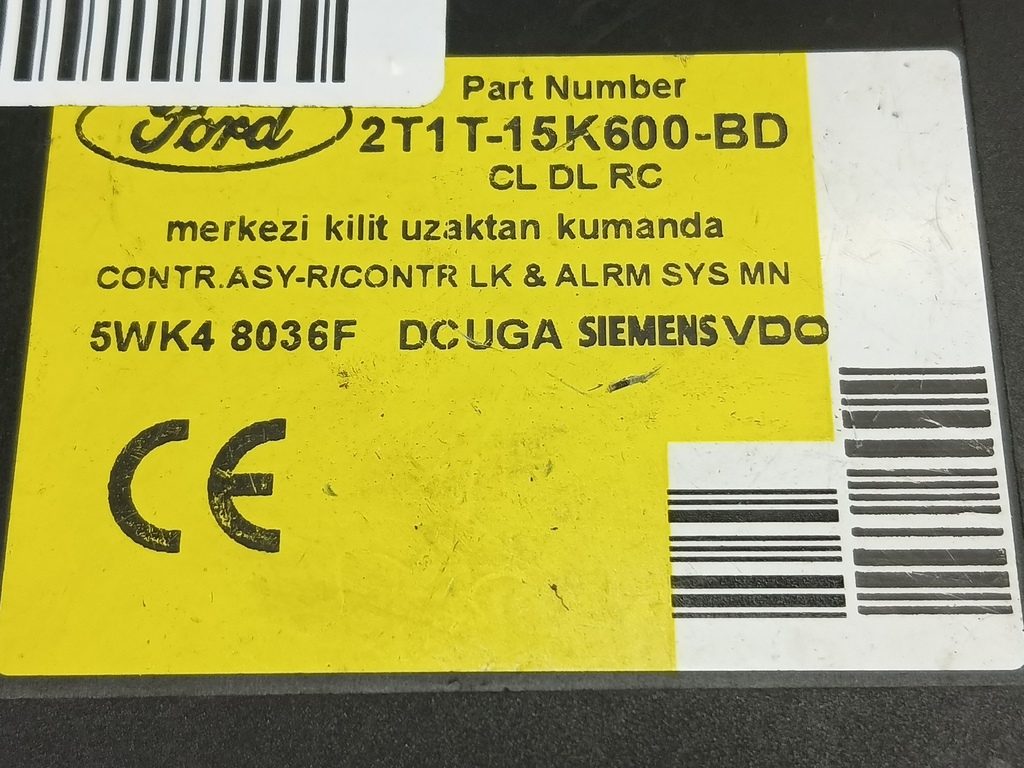 Ford
Part Number
2T1T-15K600-BD
CL DL RC
merkezi kilit uzaktan kumanda
CONTR.ASY-R/CONTR LK & ALRM SYS MN
5WK4 8036F DCUGA SIEMENS VDO
CE